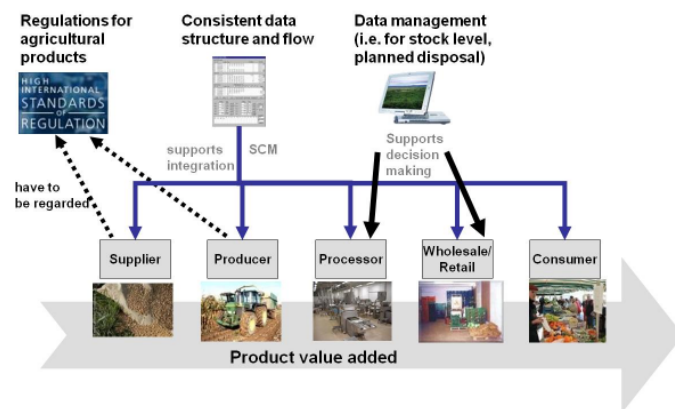 Regulations for
agricultural
products
Consistent data
structure and flow
Data management
(i.e. for stock level,
planned disposal)
HIGH
INTERNATIONAL
STANDARDS
of
REGULATION
supports
integration
SCM
Supports
decision
making
have to
be regarded
Supplier
Producer
Processor
Wholesale/
Retail
Consumer
Product value added